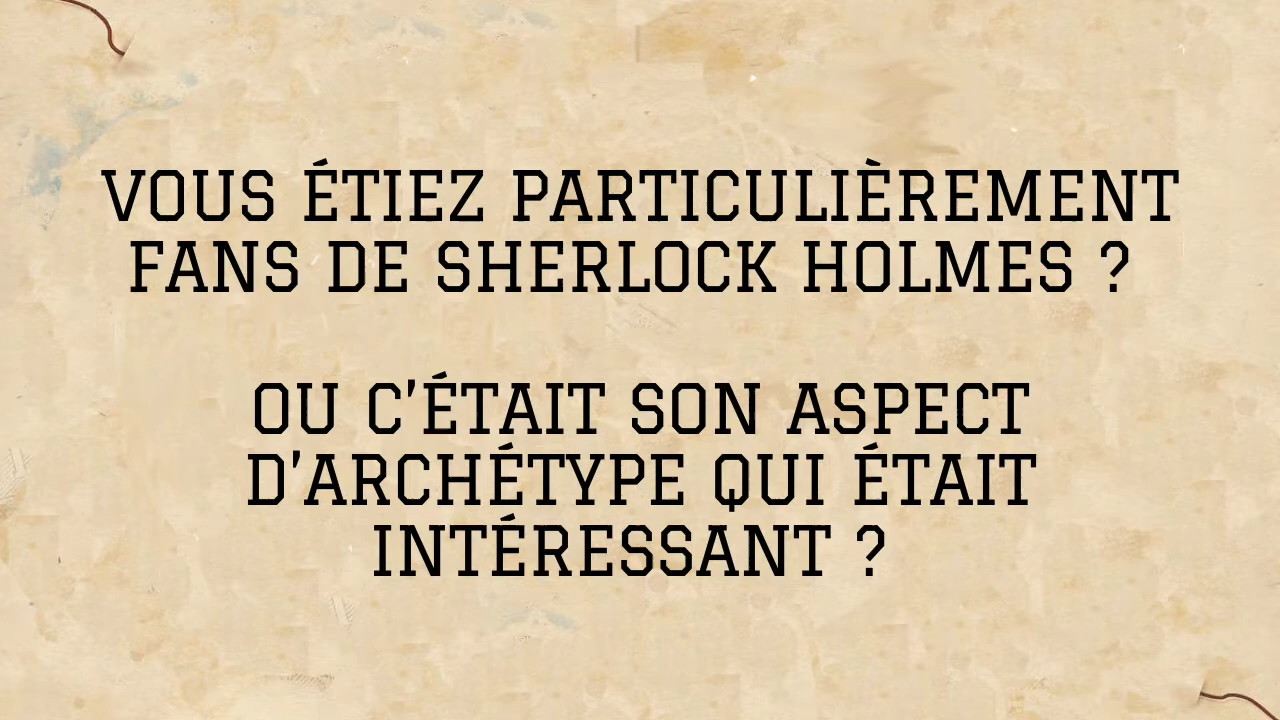 VOUS ÉTIEZ PARTICULIÈREMENT
FANS DE SHERLOCK HOLMES ?
OU C'ÉTAIT SON ASPECT
D'ARCHÉTYPE QUI ÉTAIT
INTÉRESSANT ?